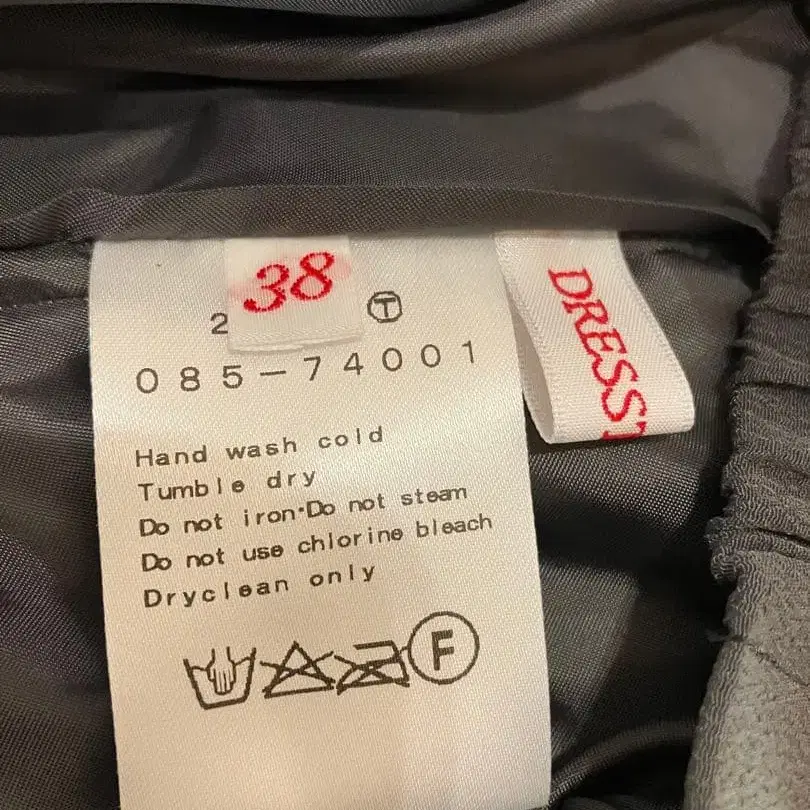 38
2 Ⓣ
085-74001
Hand wash cold
Tumble dry
Do not iron·Do not steam
Do not use chlorine bleach
Dryclean only
F
DRESS